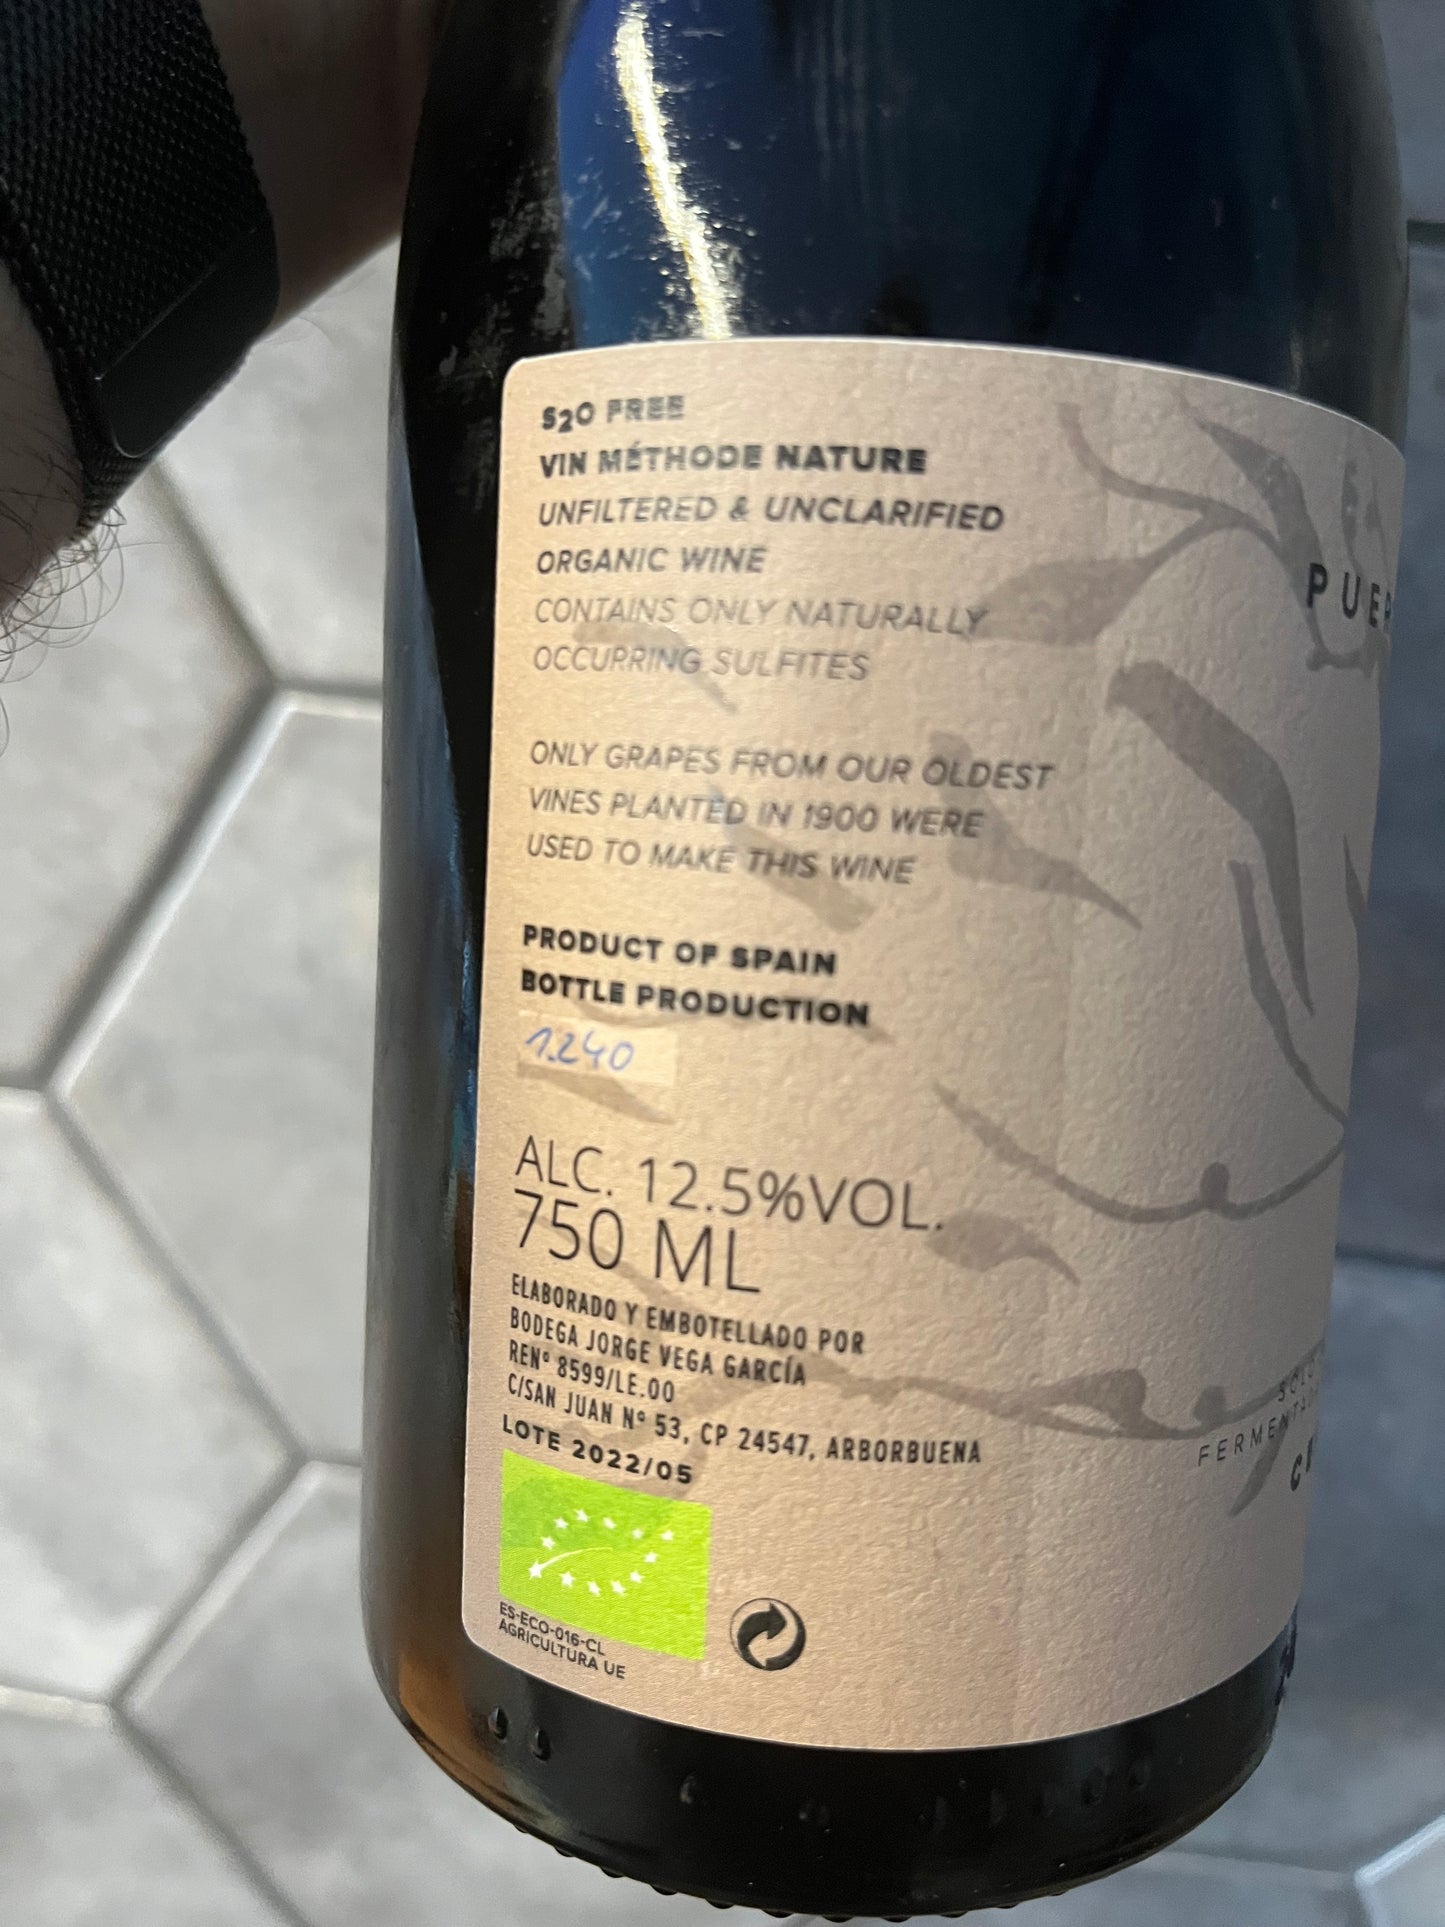 S2O FREE
VIN MÉTHODE NATURE
UNFILTERED & UNCLARIFIED
ORGANIC WINE
CONTAINS ONLY NATURALLY
OCCURRING SULFITES
ONLY GRAPES FROM OUR OLDEST
VINES PLANTED IN 1900 WERE
USED TO MAKE THIS WINE
PRODUCT OF SPAIN
BOTTLE PRODUCTION
1.240
ALC. 12.5%VOL.
750 ML
ELABORADO Y EMBOTELLADO POR
BODEGA JORGE VEGA GARCÍA
RENº 8599/LE.00
C/SAN JUAN Nº 53, CP 24547, ARBORBUENA
LOTE 2022/05
ES-ECO-016-CL
AGRICULTURA UE